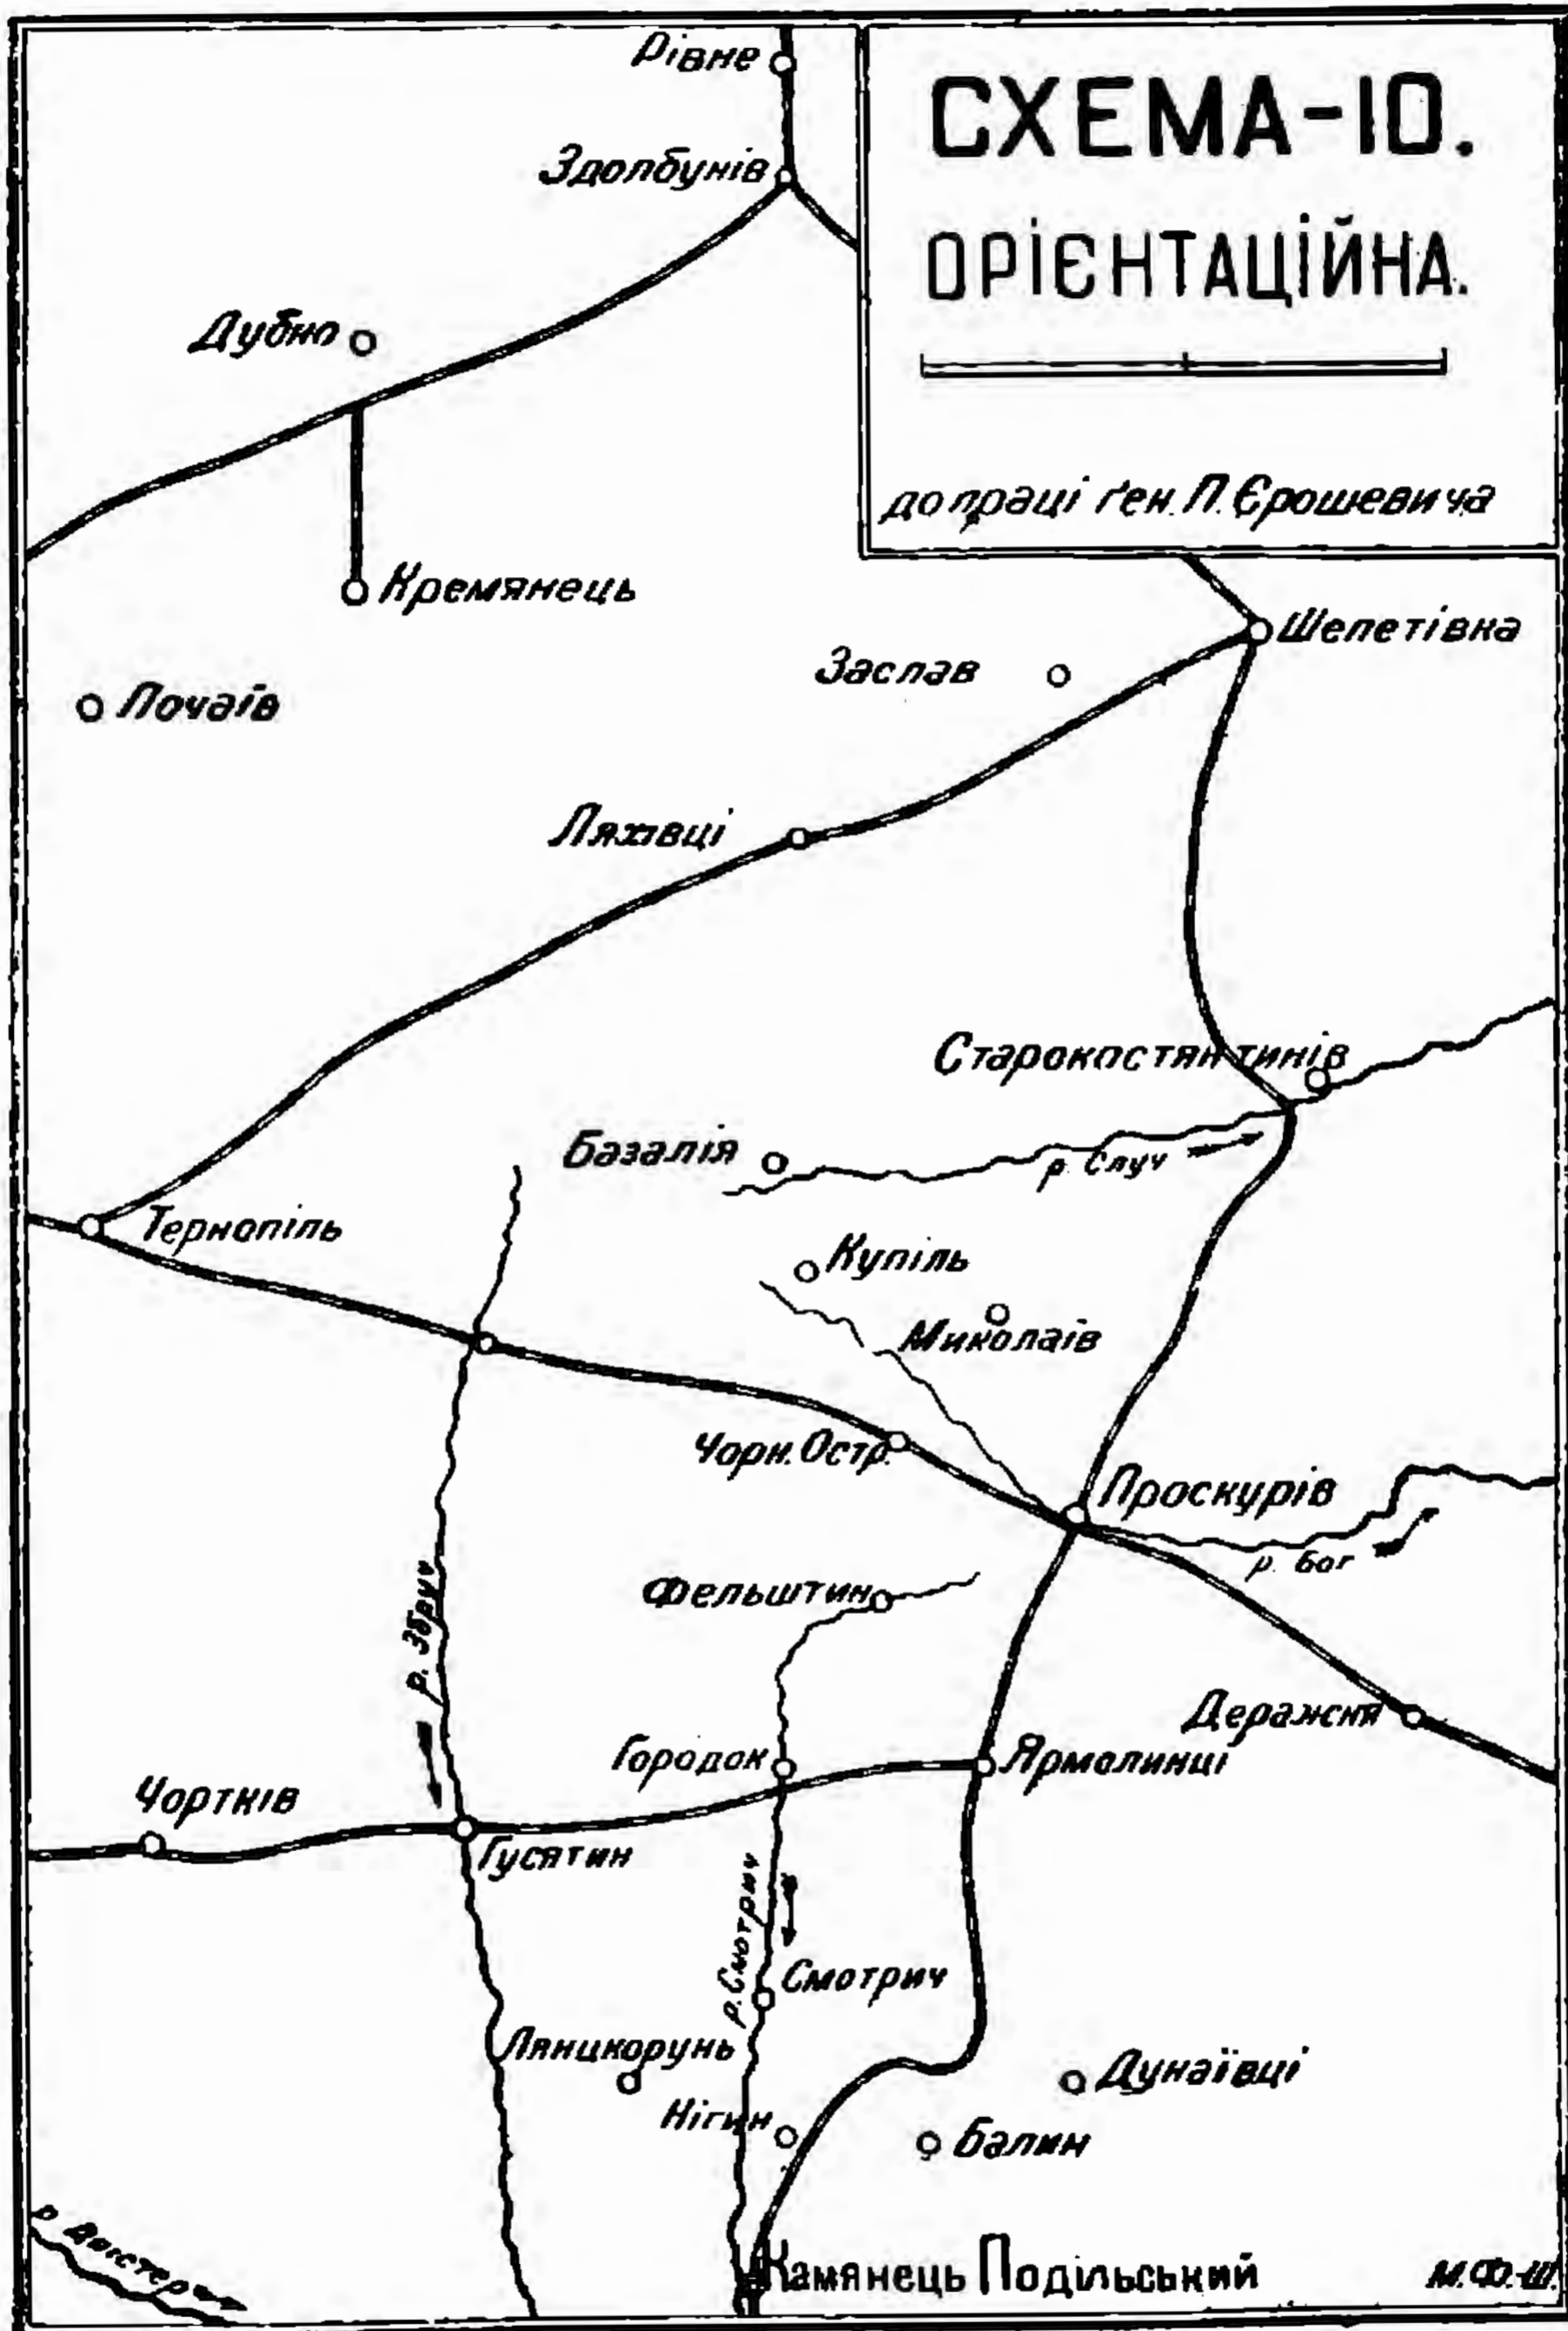 СХЕМА-10.
ОРІЄНТАЦІЙНА.
до праці ґен. П. Єрошевича
Рівне
Здолбунів
Дубно
Кремянець
Шепетівка
Заслав
Почаїв
Ляхівці
Старокостянтинів
Базалія
р. Случ
Тернопіль
Купіль
Миколаїв
Чорн. Остр.
Проскурів
р. Бог
Фельштин
р. Збруч
Деражня
Городок
Ярмолинці
Чортків
Гусятин
р. Смотрич
Смотрич
Лянцкорунь
Дунаївці
Нігин
Балин
р. Дністер
Камянець Подільський
М.Ф.-Ш.